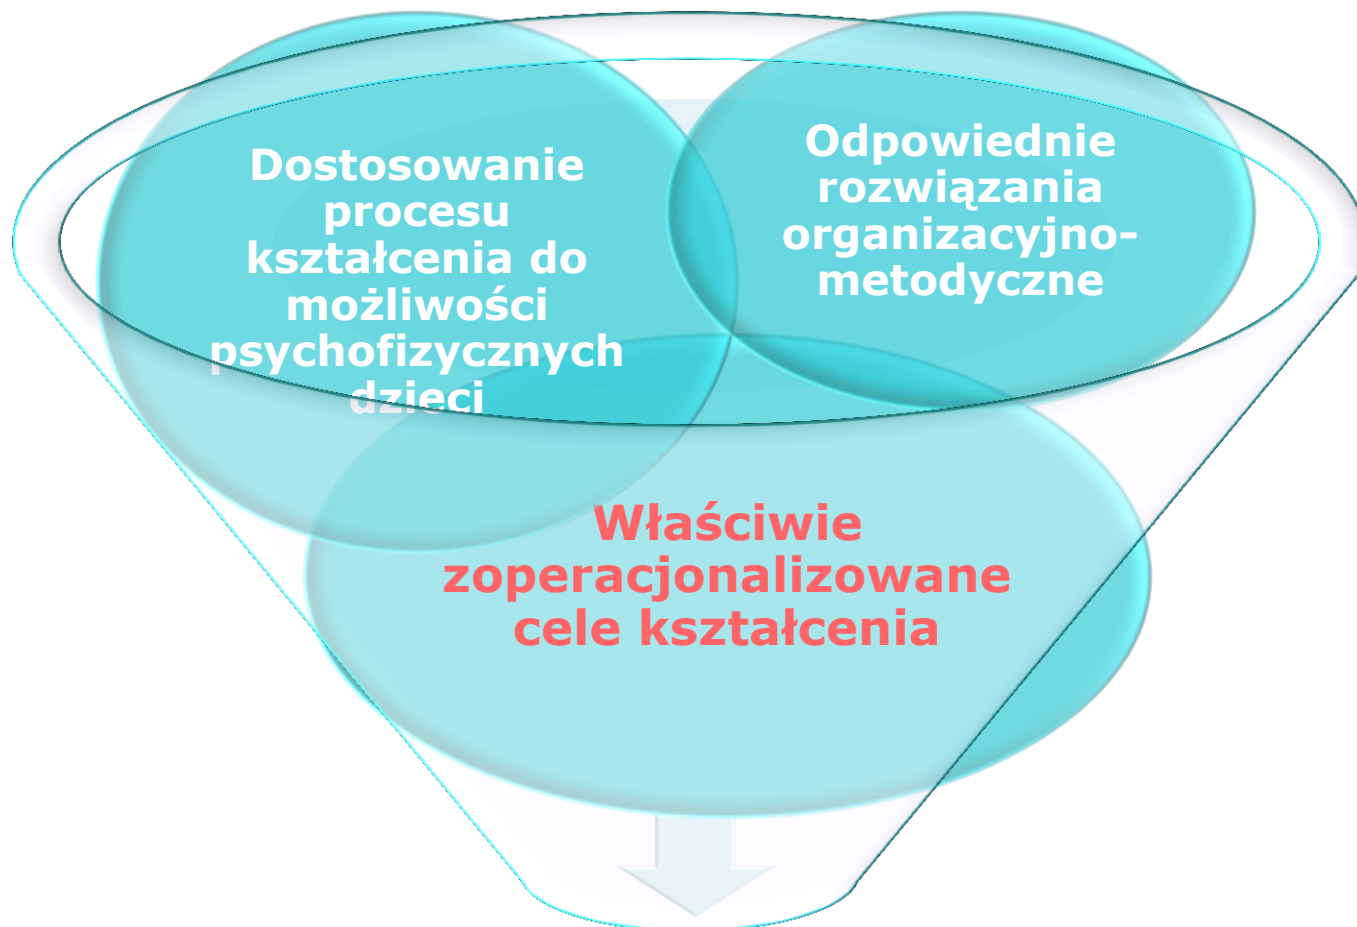 Dostosowanie
procesu
kształcenia do
możliwości
psychofizycznych
dzieci
Odpowiednie
rozwiązania
organizacyjno-
metodyczne
Właściwie
zoperacjonalizowane
cele kształcenia